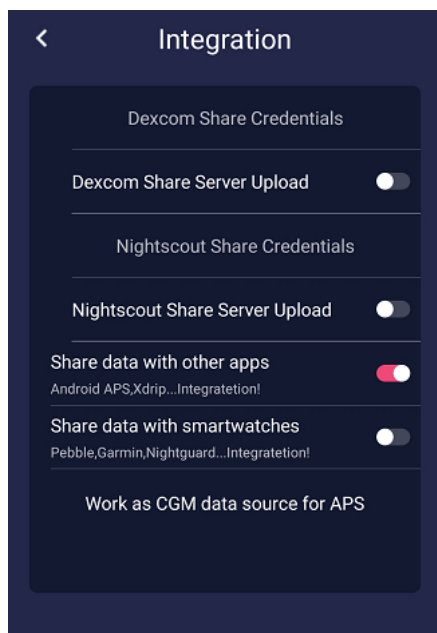 Integration
Dexcom Share Credentials
Dexcom Share Server Upload
Nightscout Share Credentials
Nightscout Share Server Upload
Share data with other apps
Android APS,Xdrip...Integratetion!
Share data with smartwatches
Pebble,Garmin,Nightguard...Integratetion!
Work as CGM data source for APS